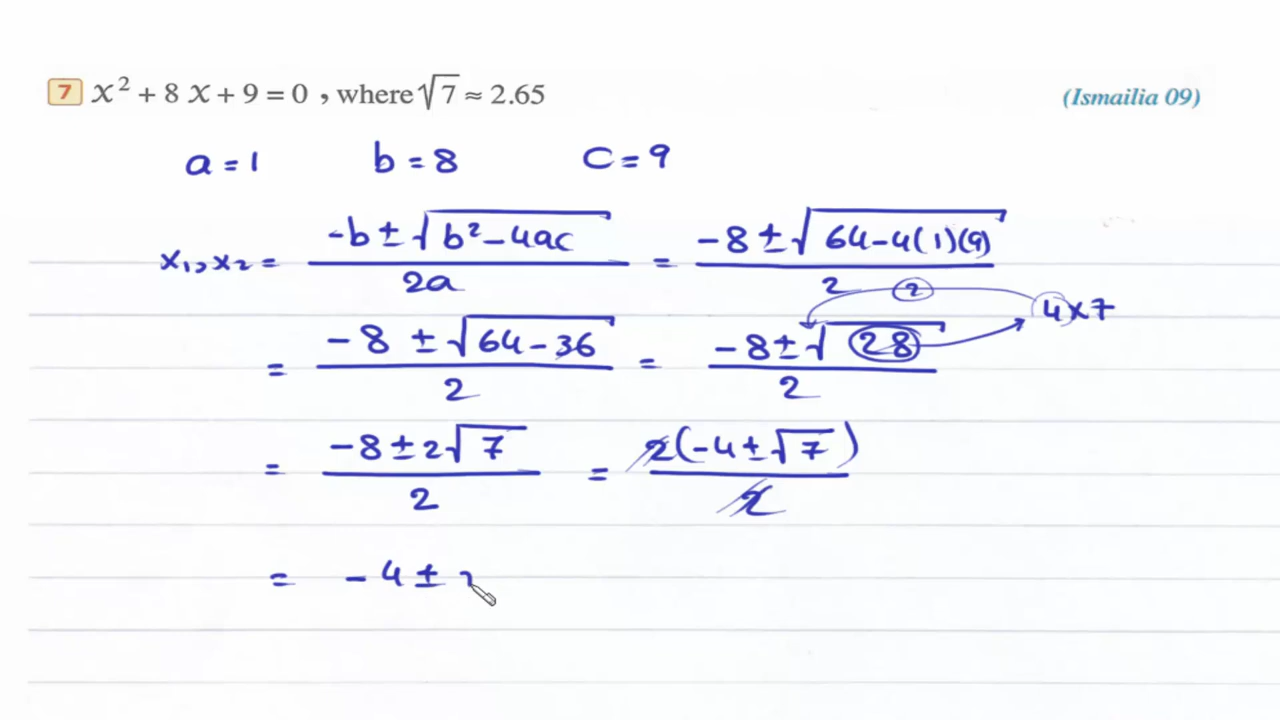 7 x² + 8 x + 9 = 0 , where √7 ≈ 2.65 (Ismailia 09)
a = 1 b = 8 C = 9
x₁, x₂ = (-b ± √(b² - 4ac)) / 2a = (-8 ± √(64 - 4(1)(9))) / 2
2 4×7
= (-8 ± √(64 - 36)) / 2 = (-8 ± √28) / 2
= (-8 ± 2√7) / 2 = 2(-4 ± √7) / 2
= -4 ±